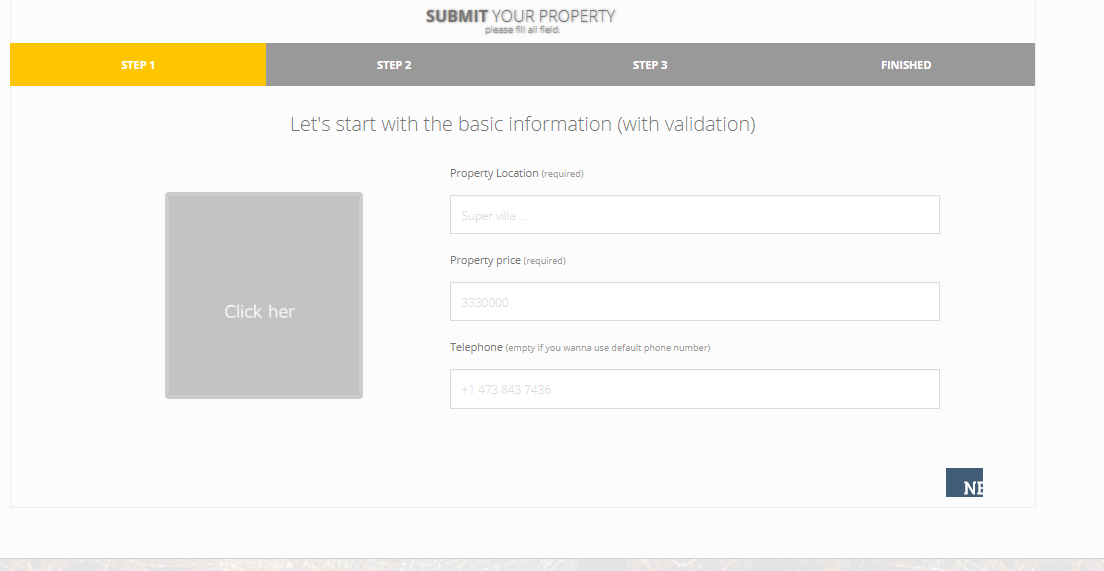 SUBMIT YOUR PROPERTY
please fill all field.
STEP 1 STEP 2 STEP 3 FINISHED
Let's start with the basic information (with validation)
Property Location (required)
Super villa ...
Property price (required)
3330000
Click her
Telephone (empty if you wanna use default phone number)
+1 473 843 7436
NE